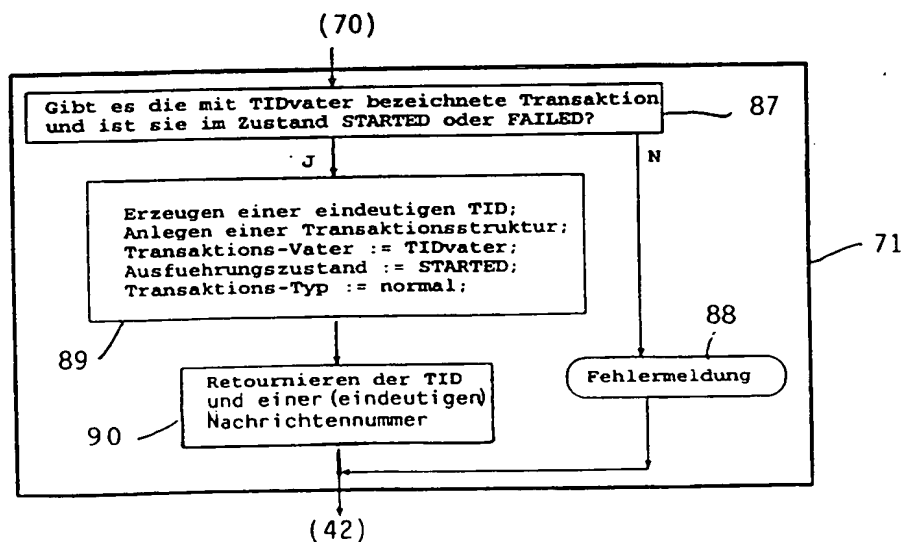 (70)
Gibt es die mit TIDvater bezeichnete Transaktion
und ist sie im Zustand STARTED oder FAILED?
87
J
N
Erzeugen einer eindeutigen TID;
Anlegen einer Transaktionsstruktur;
Transaktions-Vater := TIDvater;
Ausfuehrungszustand := STARTED;
Transaktions-Typ := normal;
71
89
88
Fehlermeldung
Retournieren der TID
und einer (eindeutigen)
Nachrichtennummer
90
(42)